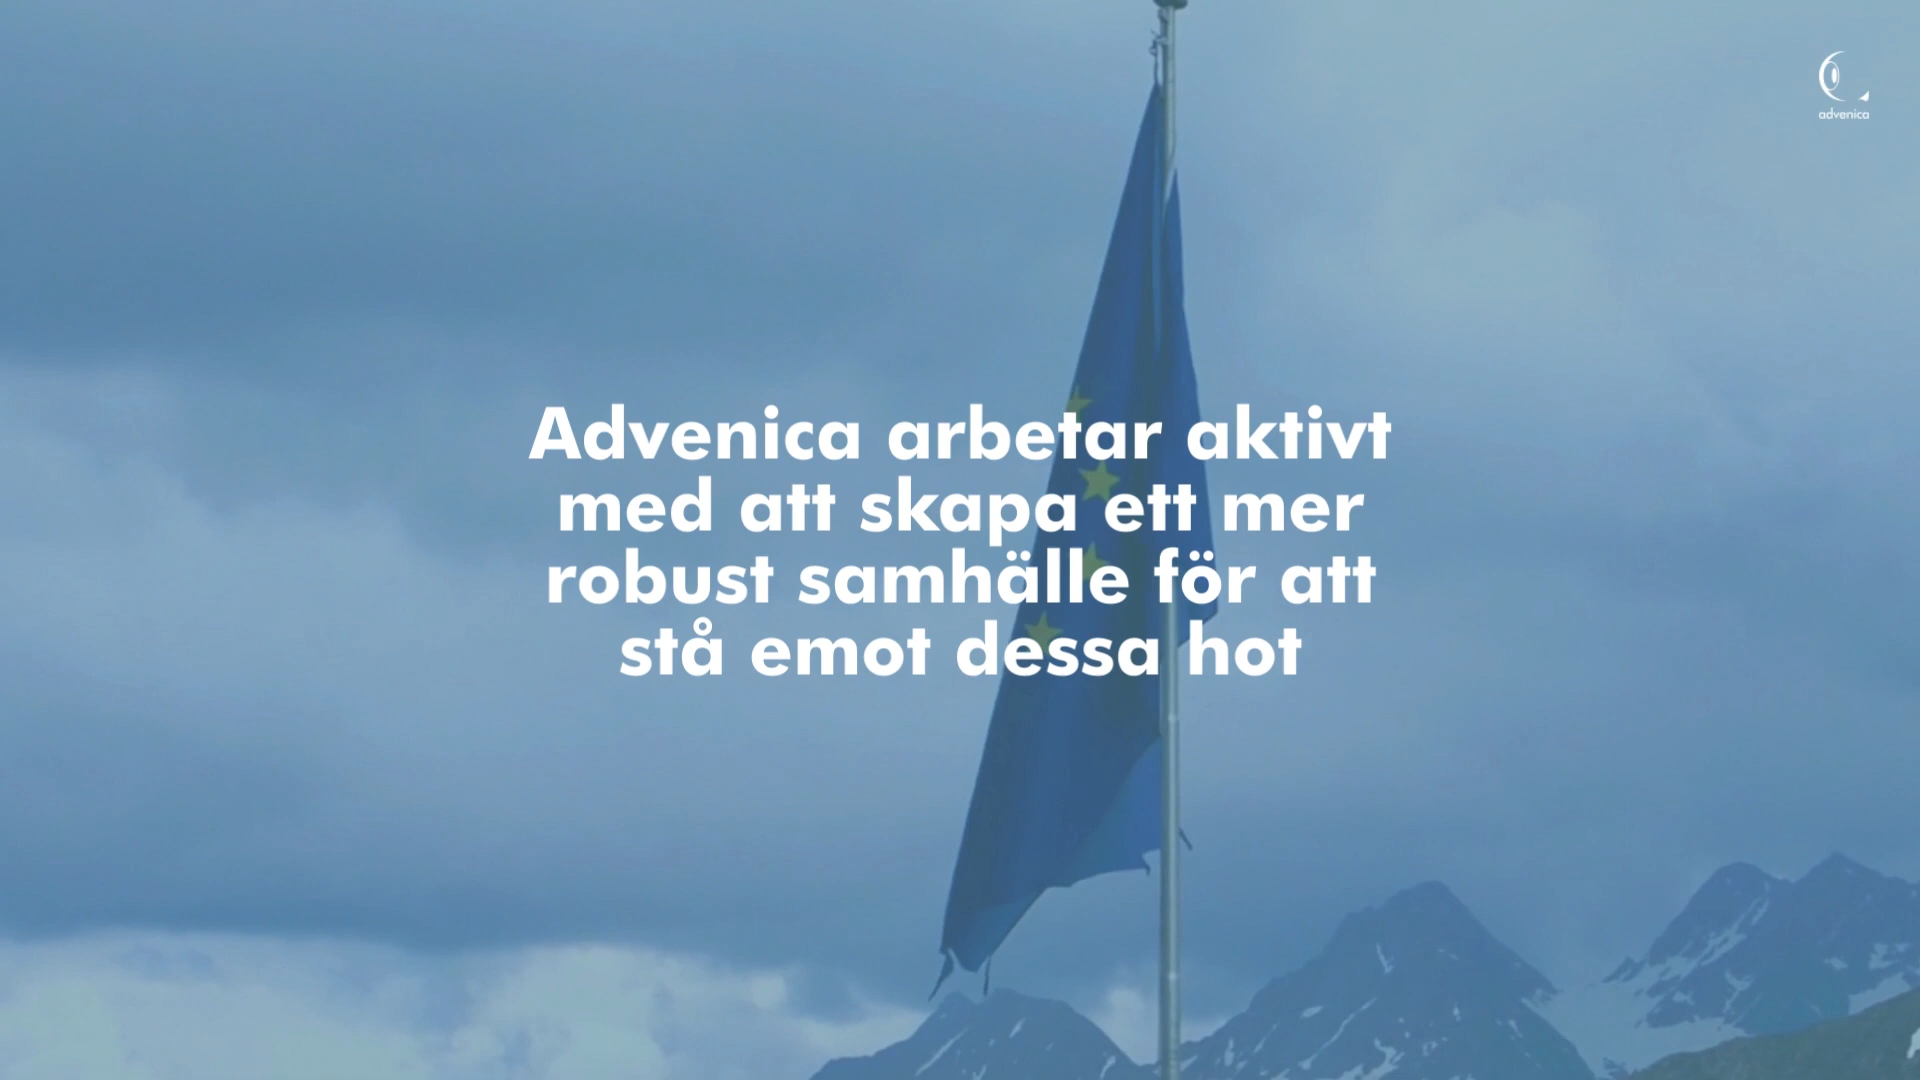 advenica
Advenica arbetar aktivt
med att skapa ett mer
robust samhälle för att
stå emot dessa hot